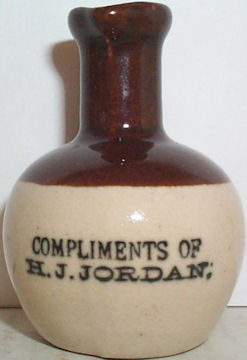 COMPLIMENTS OF
H.J. JORDAN;